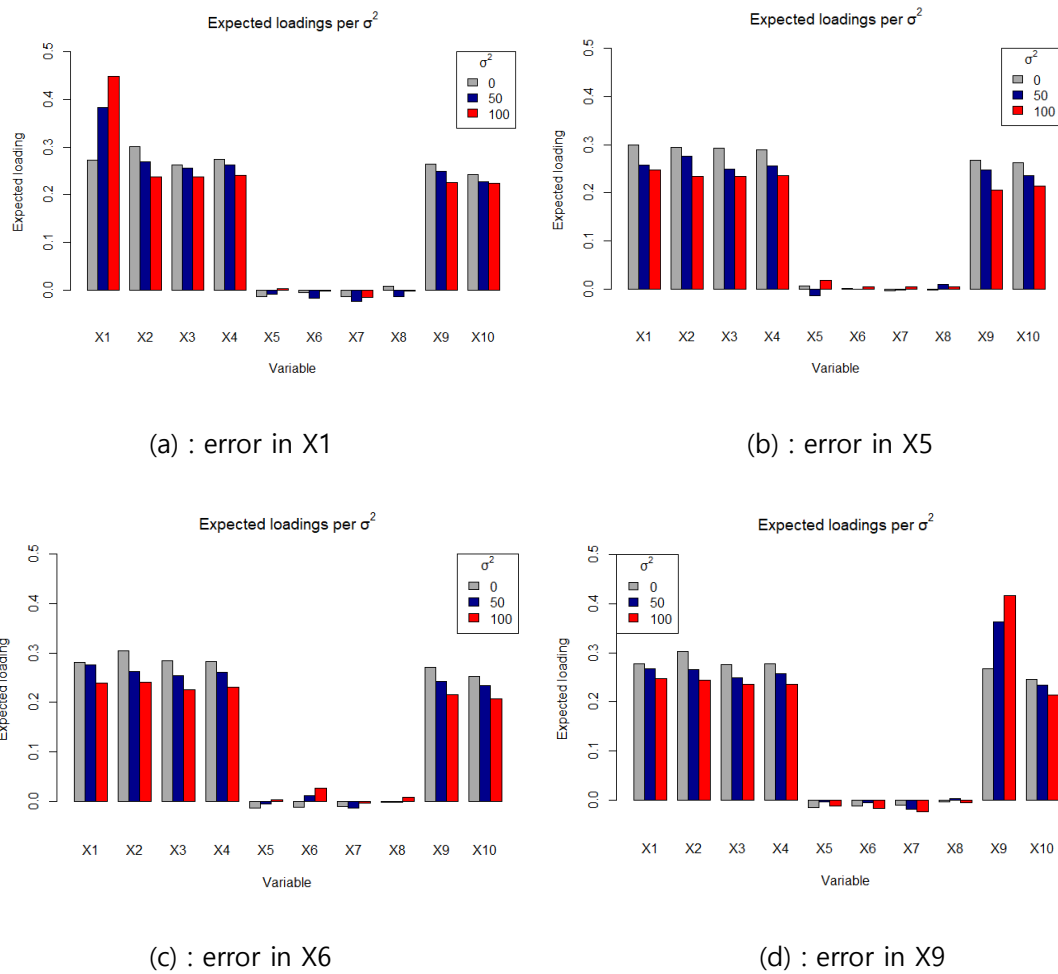 Expected loadings per σ2
Expected loading
0.5
0.4
0.3
0.2
0.1
0.0
σ2
0
50
100
X1 X2 X3 X4 X5 X6 X7 X8 X9 X10
Variable
(a) : error in X1
Expected loadings per σ2
Expected loading
0.5
0.4
0.3
0.2
0.1
0.0
σ2
0
50
100
X1 X2 X3 X4 X5 X6 X7 X8 X9 X10
Variable
(b) : error in X5
Expected loadings per σ2
Expected loading
0.5
0.4
0.3
0.2
0.1
0.0
σ2
0
50
100
X1 X2 X3 X4 X5 X6 X7 X8 X9 X10
Variable
(c) : error in X6
Expected loadings per σ2
Expected loading
0.5
0.4
0.3
0.2
0.1
0.0
σ2
0
50
100
X1 X2 X3 X4 X5 X6 X7 X8 X9 X10
Variable
(d) : error in X9